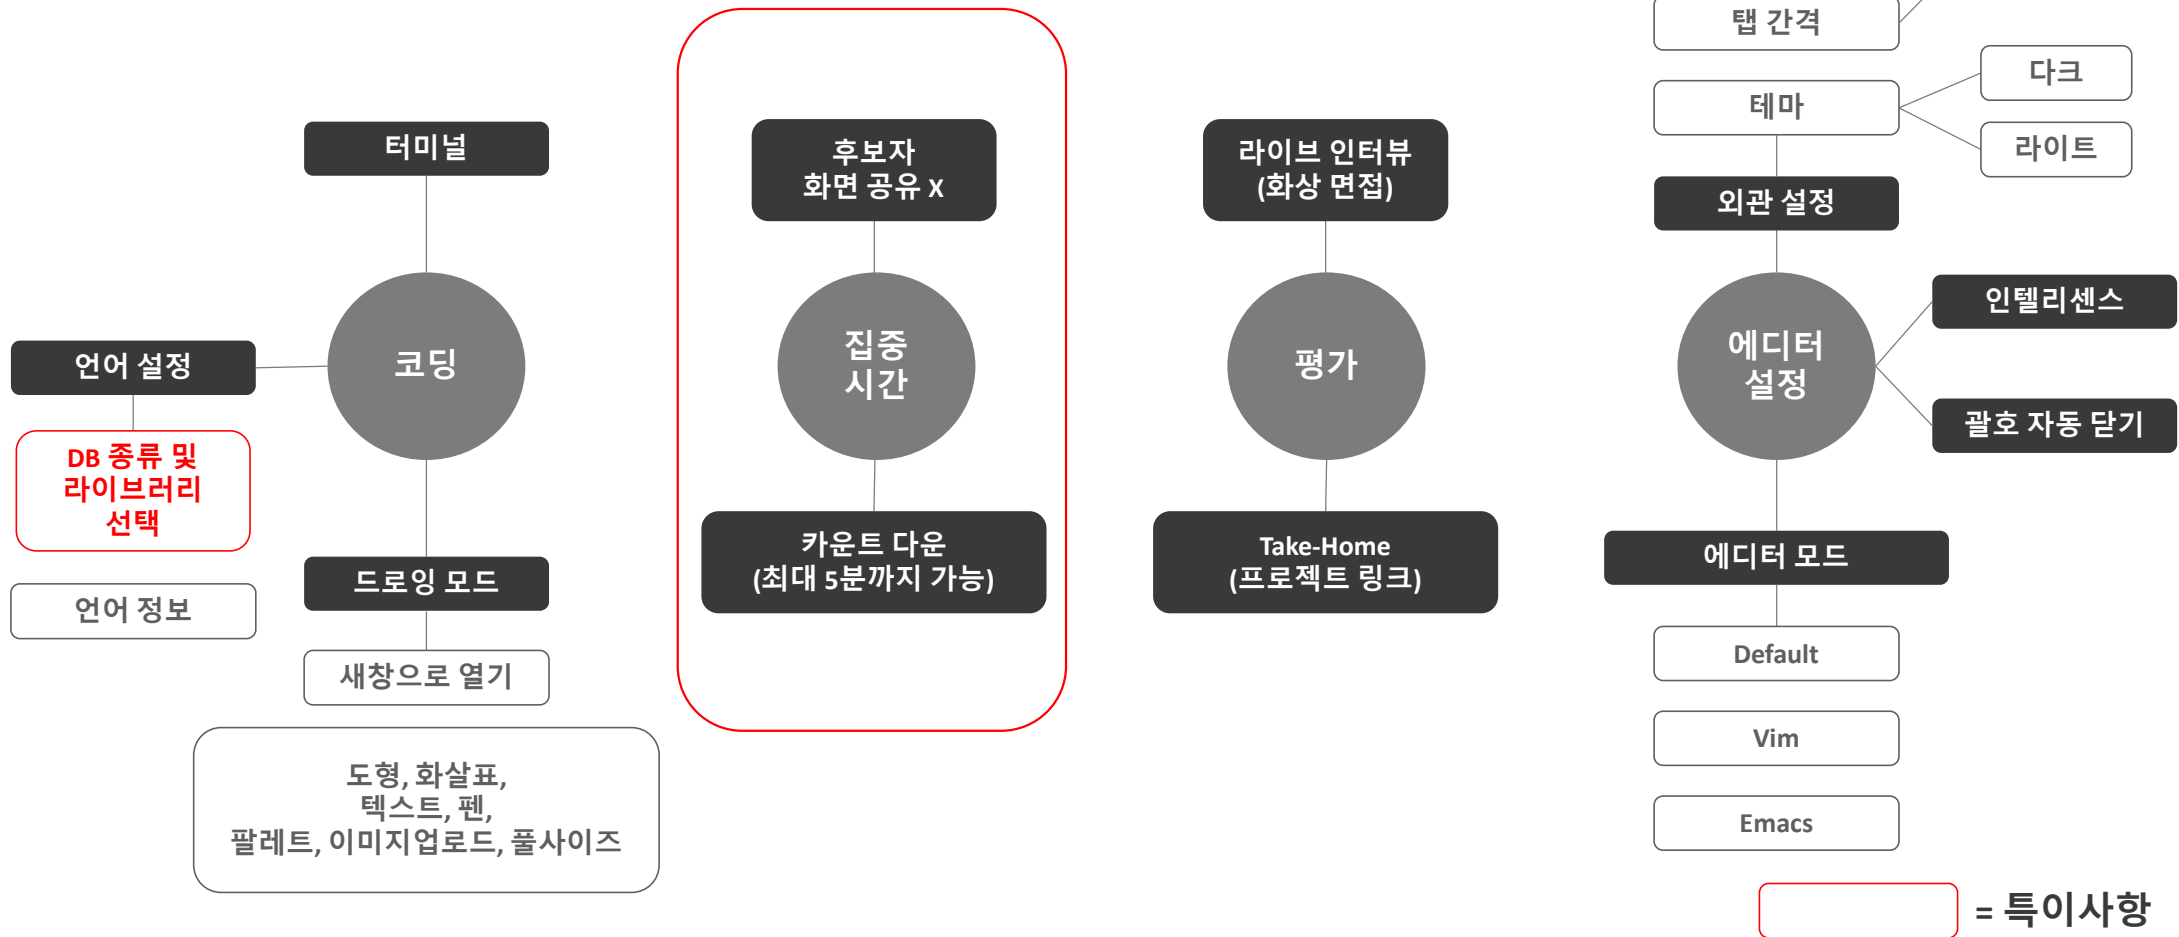 터미널
언어 설정
코딩
DB 종류 및
라이브러리
선택
언어 정보
드로잉 모드
새창으로 열기
도형, 화살표,
텍스트, 펜,
팔레트, 이미지업로드, 풀사이즈
후보자
화면 공유 X
집중
시간
카운트 다운
(최대 5분까지 가능)
라이브 인터뷰
(화상 면접)
평가
Take-Home
(프로젝트 링크)
탭 간격
테마
다크
라이트
외관 설정
에디터
설정
인텔리센스
괄호 자동 닫기
에디터 모드
Default
Vim
Emacs
= 특이사항